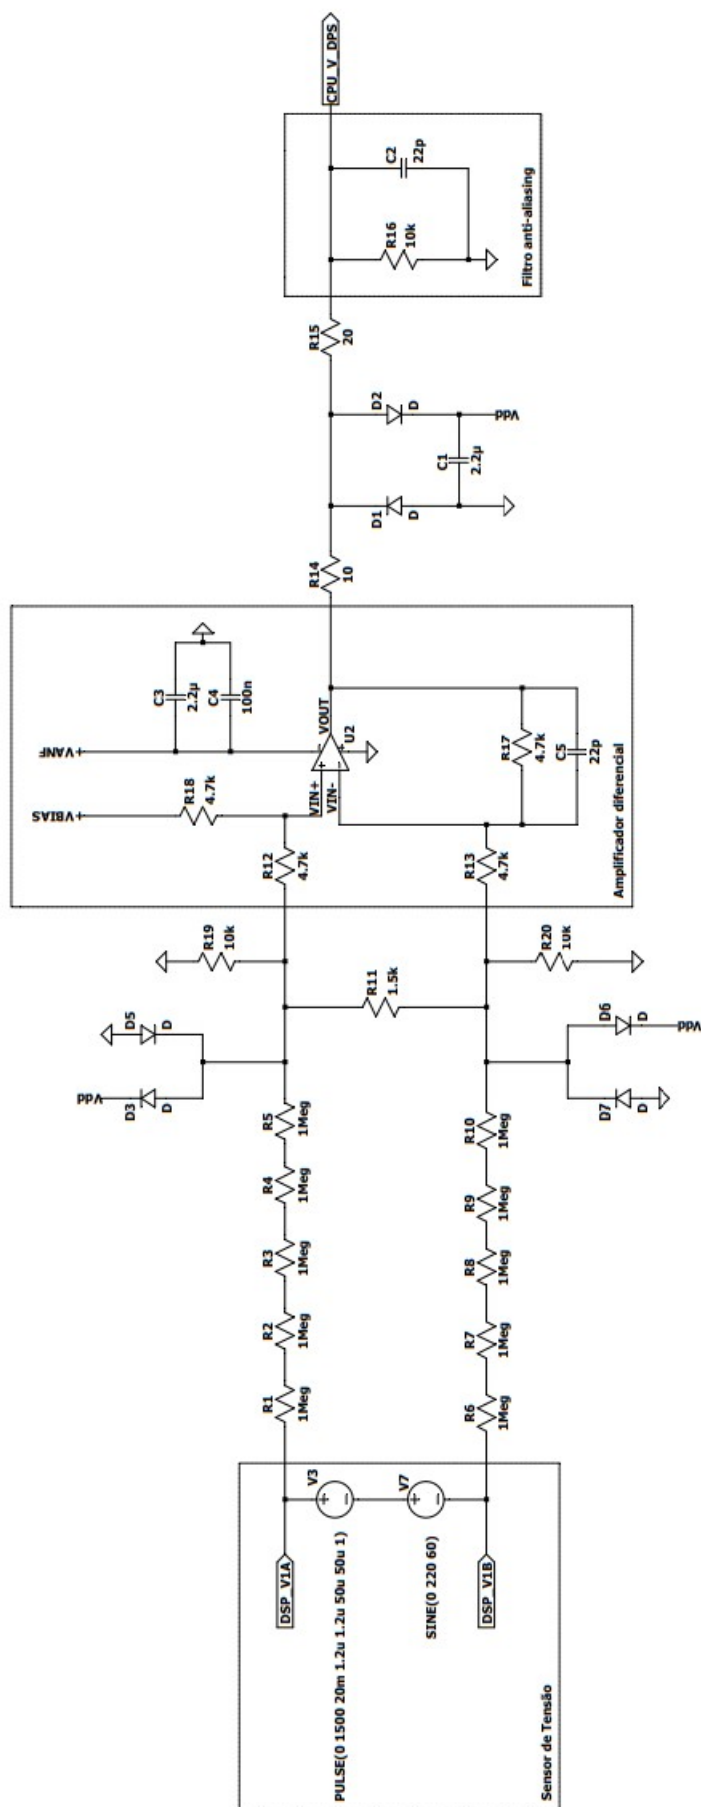 Sensor de Tensão
PULSE(0 1500 20m 1.2u 1.2u 50u 50u 1)
SINE(0 220 60)
DSP_V1A
DSP_V1B
V3
V7
R1
1Meg
R2
1Meg
R3
1Meg
R4
1Meg
R5
1Meg
R6
1Meg
R7
1Meg
R8
1Meg
R9
1Meg
R10
1Meg
Vdd
D3
D
D5
D
D7
D
D6
D
Vdd
R11
1.5k
R19
10k
R20
10k
Amplificador diferencial
R12
4.7k
R13
4.7k
+VBIAS
R18
4.7k
+VANF
C3
2.2µ
C4
100n
VIN+
VIN-
VOUT
U2
R17
4.7k
C5
22p
R14
10
D1
D
D2
D
C1
2.2µ
Vdd
R15
20
Filtro anti-aliasing
R16
10k
C2
22p
CPU_V_DPS